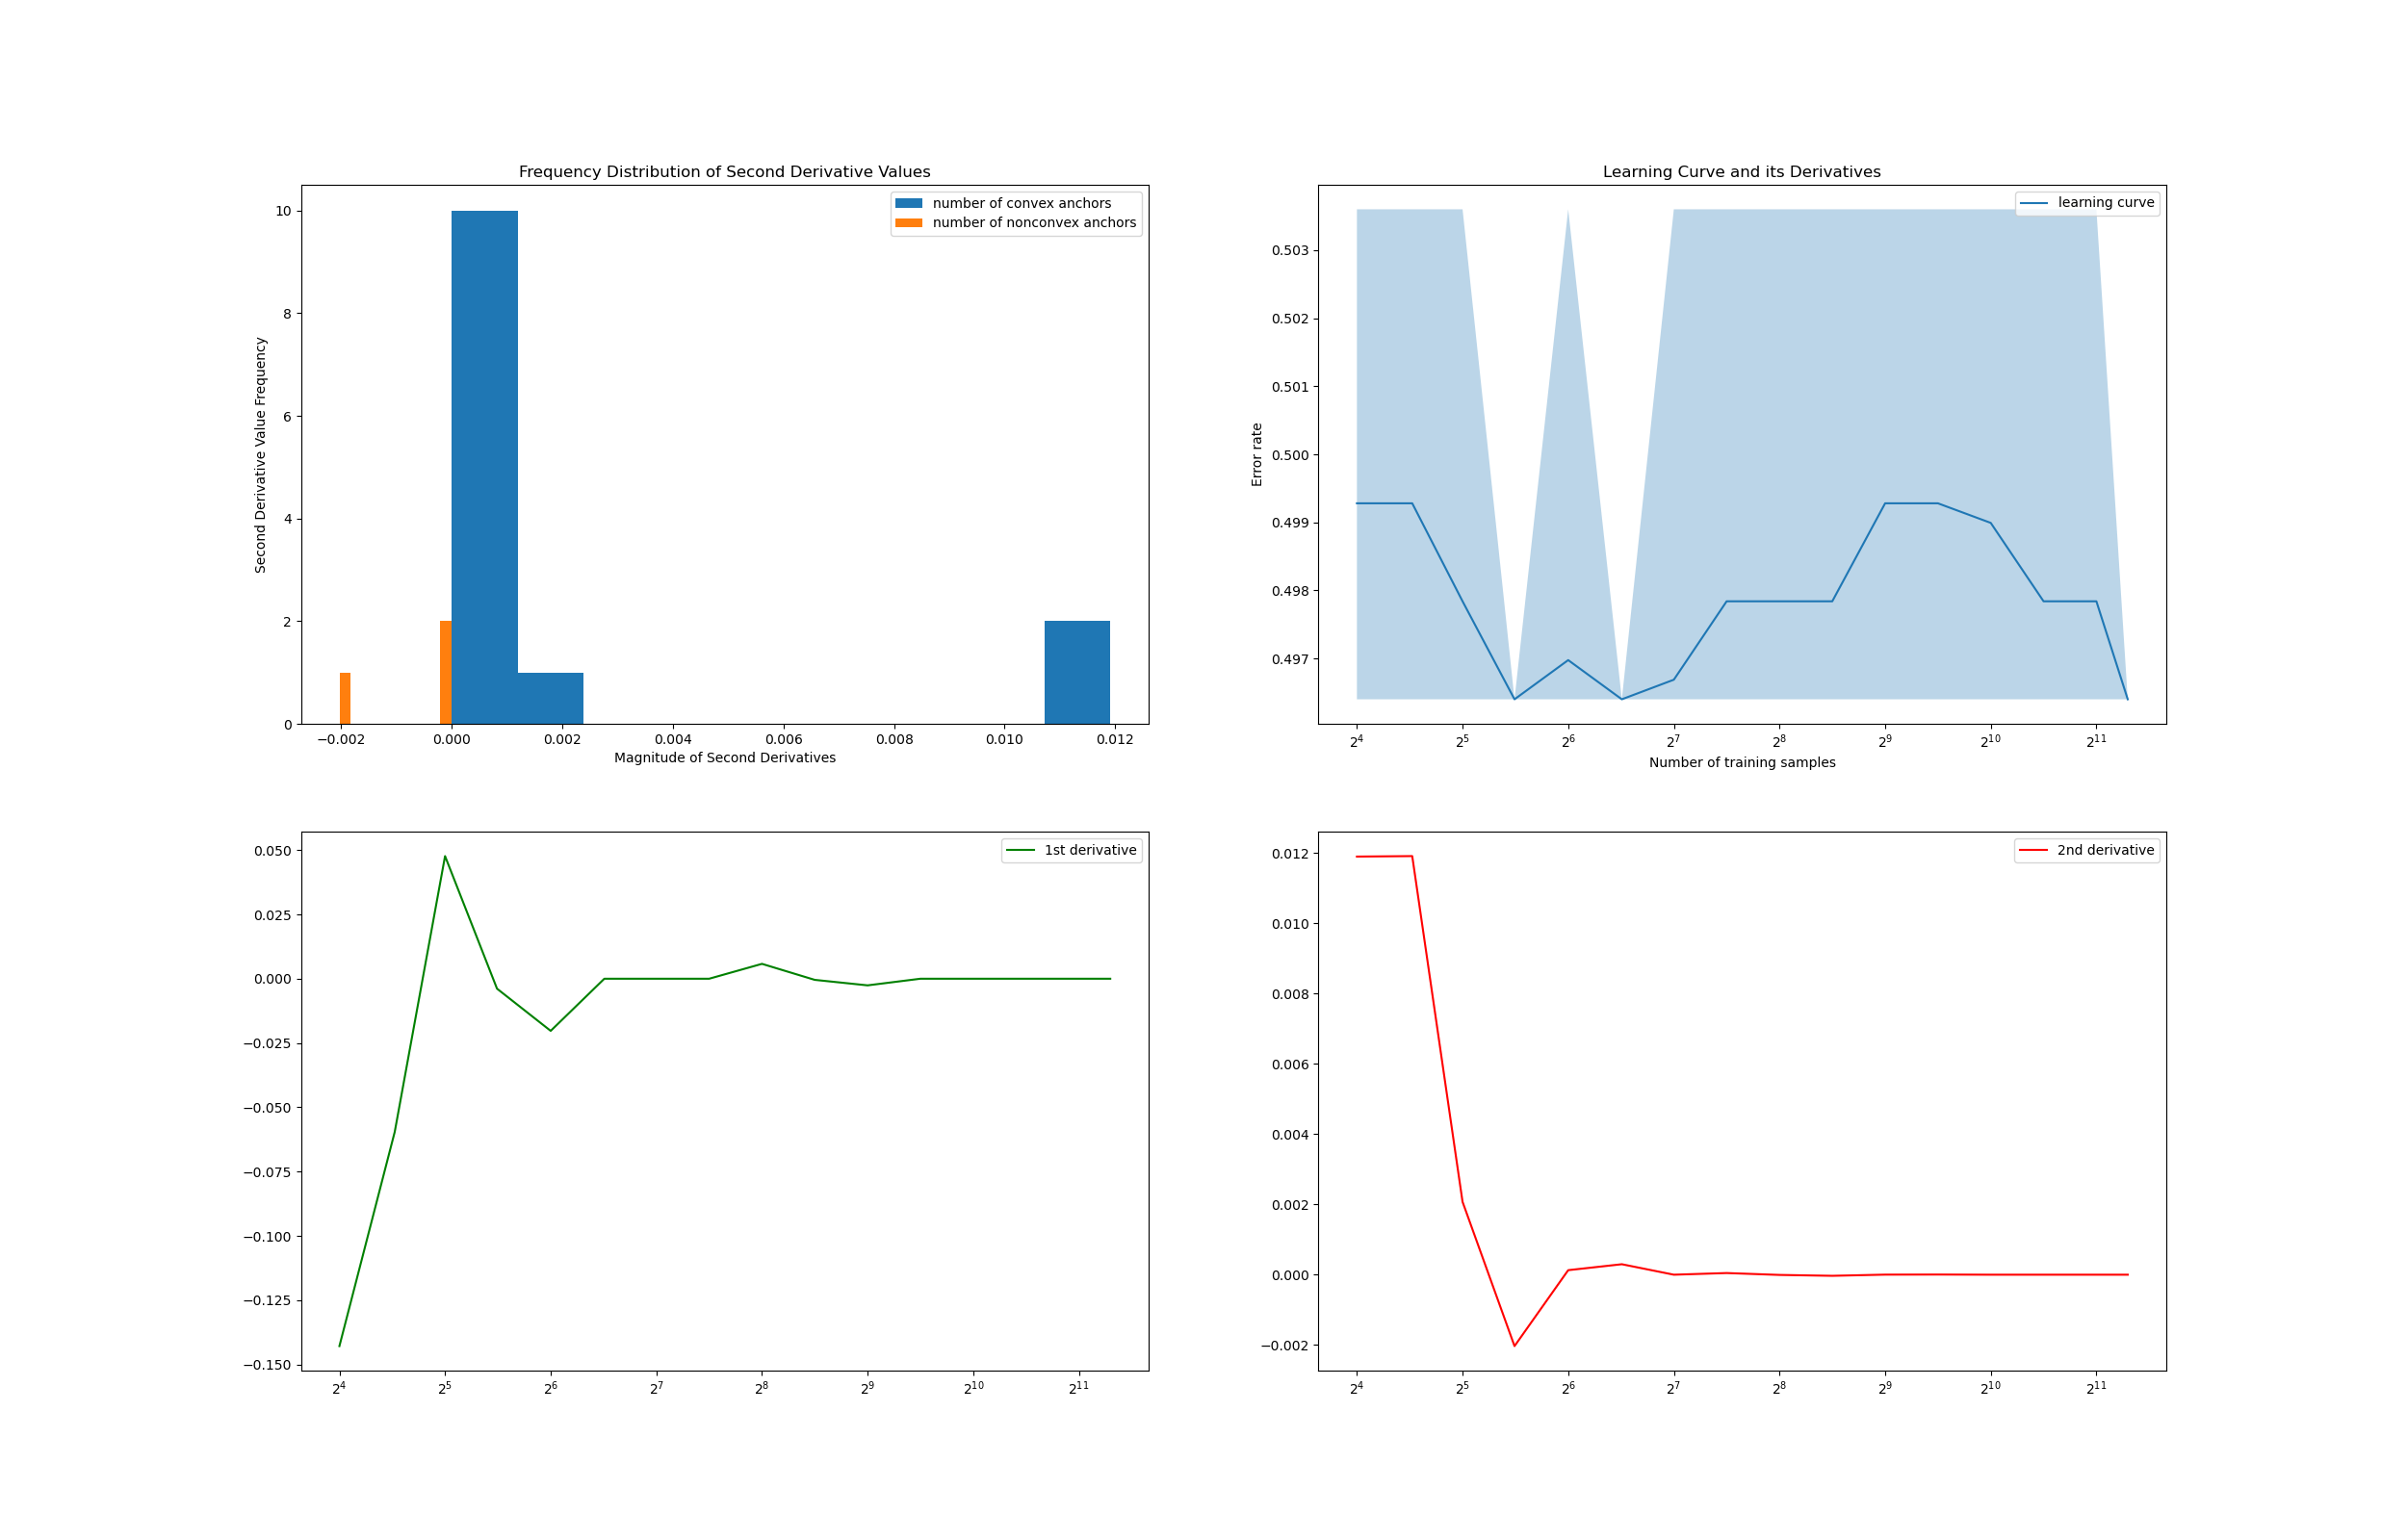 Frequency Distribution of Second Derivative Values
number of convex anchors
number of nonconvex anchors
Second Derivative Value Frequency
10
8
6
4
2
0
−0.002 0.000 0.002 0.004 0.006 0.008 0.010 0.012
Magnitude of Second Derivatives
Learning Curve and its Derivatives
learning curve
Error rate
0.503
0.502
0.501
0.500
0.499
0.498
0.497
2⁴ 2⁵ 2⁶ 2⁷ 2⁸ 2⁹ 2¹⁰ 2¹¹
Number of training samples
1st derivative
0.050
0.025
0.000
−0.025
−0.050
−0.075
−0.100
−0.125
−0.150
2⁴ 2⁵ 2⁶ 2⁷ 2⁸ 2⁹ 2¹⁰ 2¹¹
2nd derivative
0.012
0.010
0.008
0.006
0.004
0.002
0.000
−0.002
2⁴ 2⁵ 2⁶ 2⁷ 2⁸ 2⁹ 2¹⁰ 2¹¹